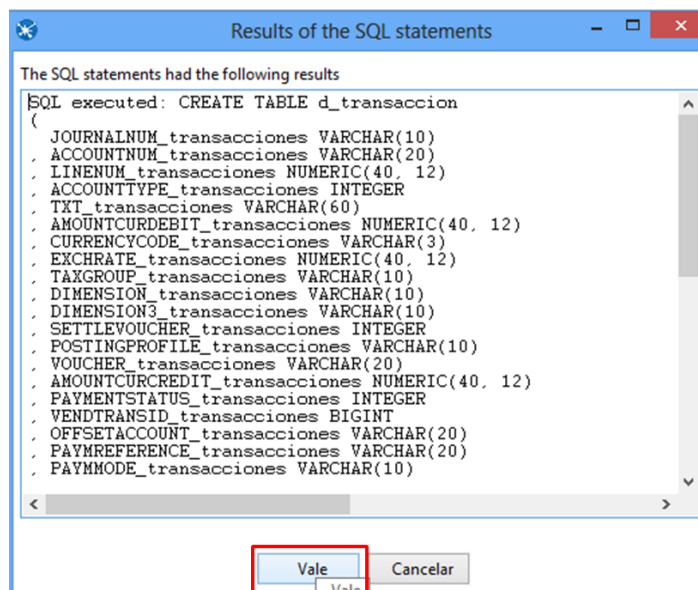 Results of the SQL statements
The SQL statements had the following results
SQL executed: CREATE TABLE d_transaccion
(
JOURNALNUM_transacciones VARCHAR(10)
, ACCOUNTNUM_transacciones VARCHAR(20)
, LINENUM_transacciones NUMERIC(40, 12)
, ACCOUNTTYPE_transacciones INTEGER
, TXT_transacciones VARCHAR(60)
, AMOUNTCURDEBIT_transacciones NUMERIC(40, 12)
, CURRENCYCODE_transacciones VARCHAR(3)
, EXCHRATE_transacciones NUMERIC(40, 12)
, TAXGROUP_transacciones VARCHAR(10)
, DIMENSION_transacciones VARCHAR(10)
, DIMENSION3_transacciones VARCHAR(10)
, SETTLEVOUCHER_transacciones INTEGER
, POSTINGPROFILE_transacciones VARCHAR(10)
, VOUCHER_transacciones VARCHAR(20)
, AMOUNTCURCREDIT_transacciones NUMERIC(40, 12)
, PAYMENTSTATUS_transacciones INTEGER
, VENDTRANSID_transacciones BIGINT
, OFFSETACCOUNT_transacciones VARCHAR(20)
, PAYMREFERENCE_transacciones VARCHAR(20)
, PAYMMODE_transacciones VARCHAR(10)
Vale Cancelar
Vale